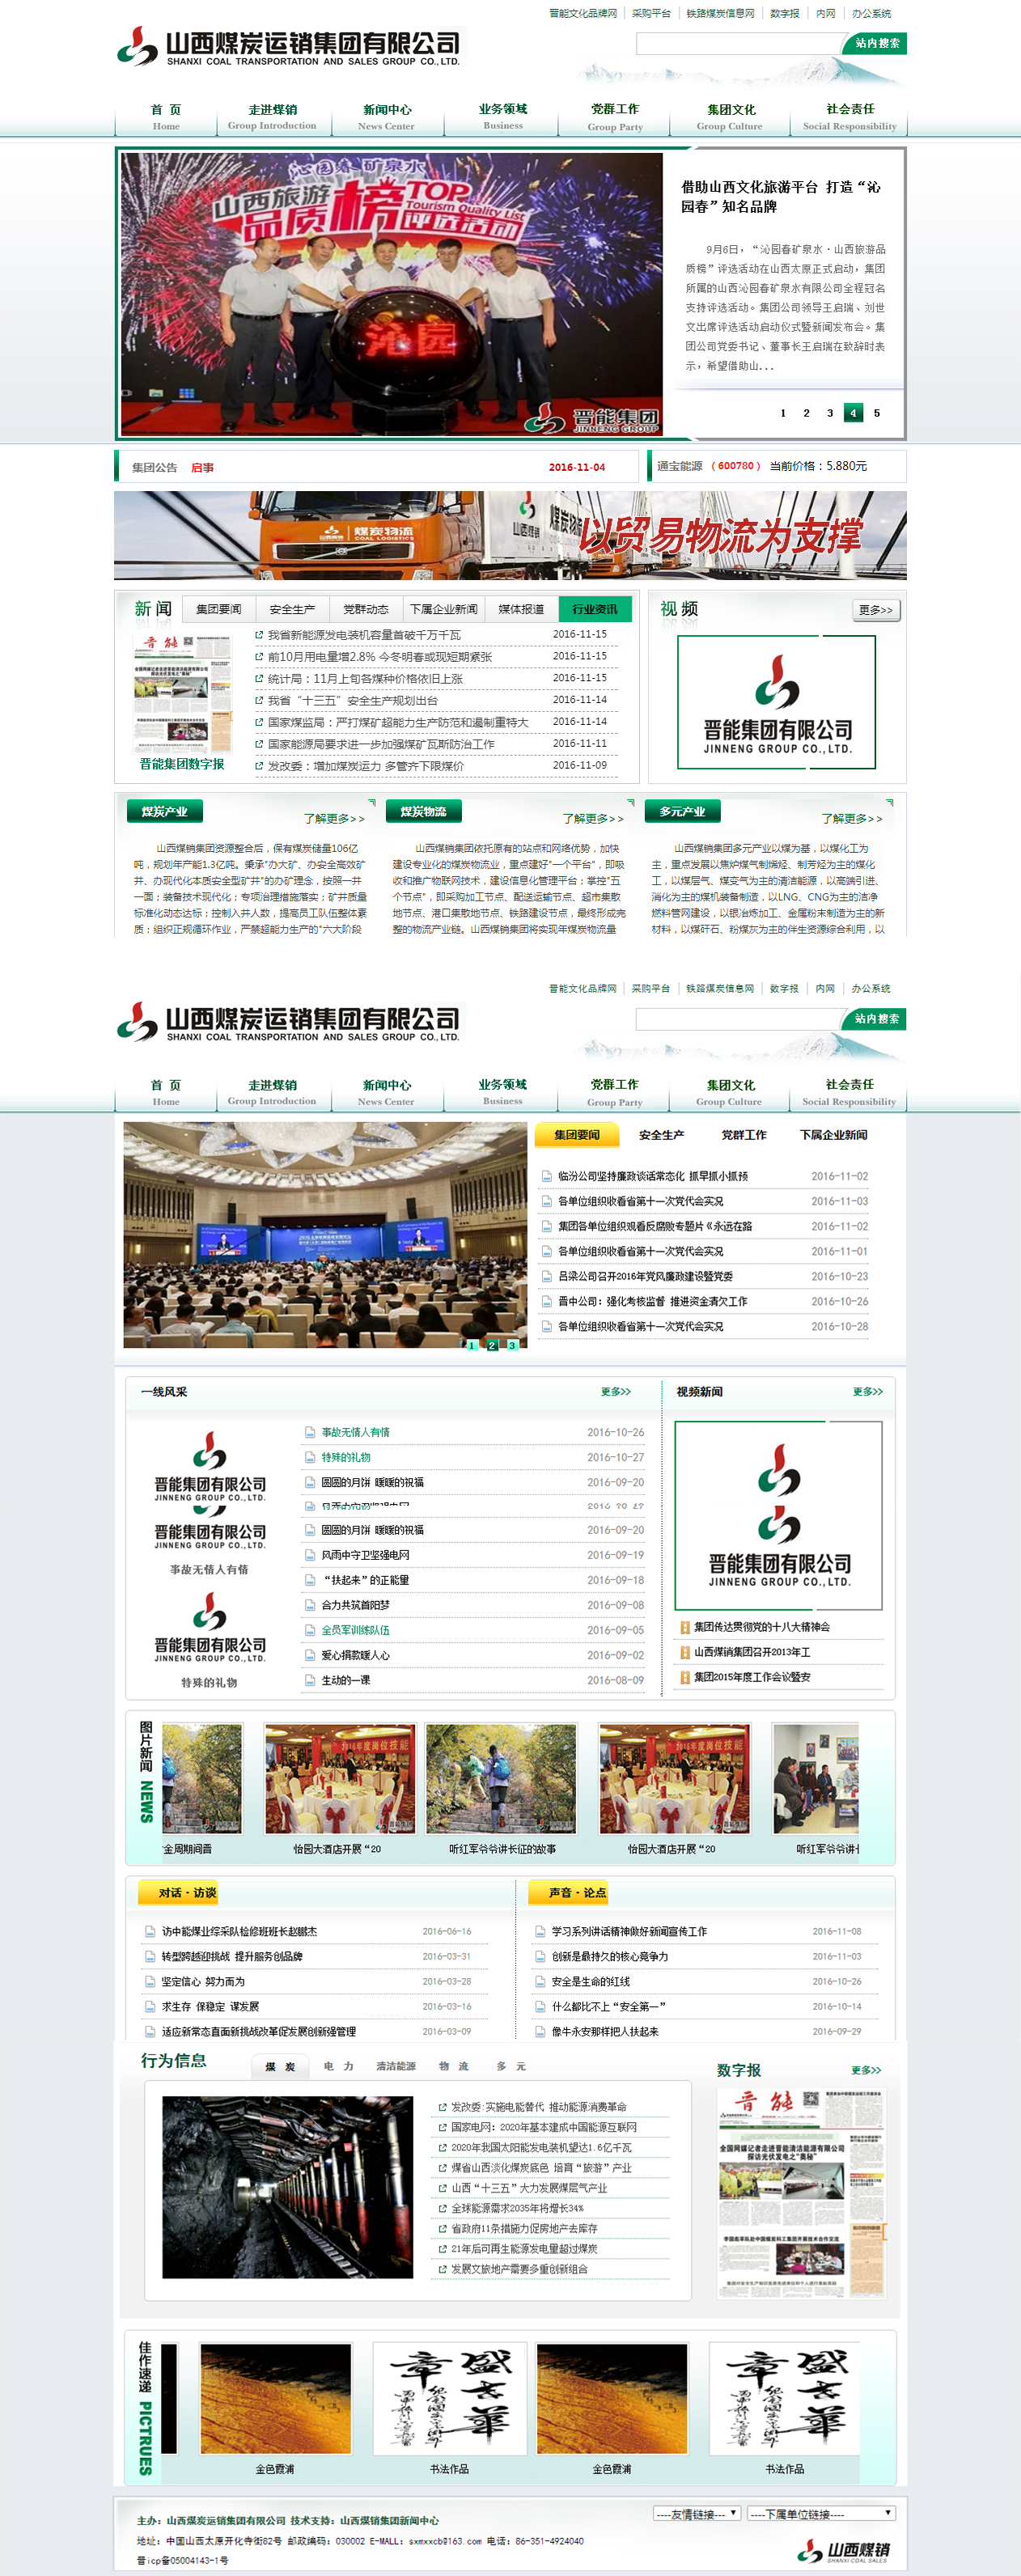 晋能文化品牌网 采购平台 铁路煤炭信息网 数字报 内网 办公系统
山西煤炭运销集团有限公司
SHANXI COAL TRANSPORTATION AND SALES GROUP CO.,LTD.
站内搜索
首 页 走进煤销 新闻中心 业务领域 党群工作 集团文化 社会责任
Home Group Introduction News Center Business Group Party Group Culture Social Responsibility
沁园春·矿泉水
山西旅游
品质榜TOP
Tourism Quality List
评选活动
沁园
晋能集团
JINNENG GROUP
借助山西文化旅游平台 打造“沁
园春”知名品牌
9月6日，“沁园春矿泉水·山西旅游品
质榜”评选活动在山西太原正式启动，集团
所属的山西沁园春矿泉水有限公司全程冠名
支持评选活动。集团公司领导王启瑞、刘世
文出席评选活动启动仪式暨新闻发布会。集
团公司党委书记、董事长王启瑞在致辞时表
示，希望借助山...
1 2 3 4 5
集团公告 启事 2016-11-04
通宝能源 （600780） 当前价格：5.880元
煤炭物流
COAL LOGISTICS
以贸易物流为支撑
新闻 集团要闻 安全生产 党群动态 下属企业新闻 媒体报道 行业资讯
我省新能源发电装机容量首破千万千瓦 2016-11-15
前10月用电量增2.8% 今冬明春或现短期紧张 2016-11-15
统计局：11月上旬各煤种价格依旧上涨 2016-11-15
我省“十三五”安全生产规划出台 2016-11-14
国家煤监局：严打煤矿超能力生产防范和遏制重特大 2016-11-14
国家能源局要求进一步加强煤矿瓦斯防治工作 2016-11-11
发改委：增加煤炭运力 多管齐下限煤价 2016-11-09
晋能集团数字报
视频 更多>>
晋能集团有限公司
JINNENG GROUP CO.,LTD.
煤炭产业 了解更多>>
山西煤销集团资源整合后，保有煤炭储量106亿
吨，规划年产能1.3亿吨。秉承"办大矿、办安全高效矿
井、办现代化本质安全型矿井"的办矿理念，按照一井
一面；装备技术现代化；专项治理措施落实；矿井质量
标准化动态达标；控制入井人数，提高员工队伍整体素
质；组织正规循环作业，严禁超能力生产的"六大阶段
煤炭物流 了解更多>>
山西煤销集团依托原有的站点和网络优势，加快
建设专业化的煤炭物流业，重点建好"一个平台"，即吸
收和推广物联网技术，建设信息化管理平台；掌控"五
个节点"，即采购加工节点、配送运输节点、超市集散
地节点、港口集散地节点、铁路建设节点，最终形成完
整的物流产业链。山西煤销集团将实现年煤炭物流量
多元产业 了解更多>>
山西煤销集团多元产业以煤为基，以煤化工为
主，重点发展以焦炉煤气制烯烃、制芳烃为主的煤化
工，以煤层气、煤变气为主的清洁能源，以高端引进、
消化为主的煤机装备制造，以LNG、CNG为主的洁净
燃料管网建设，以银冶炼加工、金属粉末制造为主的新
材料，以煤矸石、粉煤灰为主的伴生资源综合利用，以
晋能文化品牌网 采购平台 铁路煤炭信息网 数字报 内网 办公系统
山西煤炭运销集团有限公司
SHANXI COAL TRANSPORTATION AND SALES GROUP CO.,LTD.
站内搜索
首 页 走进煤销 新闻中心 业务领域 党群工作 集团文化 社会责任
Home Group Introduction News Center Business Group Party Group Culture Social Responsibility
1 2 3
集团要闻 安全生产 党群工作 下属企业新闻
临汾公司坚持廉政谈话常态化 抓早抓小抓预 2016-11-02
各单位组织收看省第十一次党代会实况 2016-11-03
集团各单位组织观看反腐败专题片《永远在路 2016-11-02
各单位组织收看省第十一次党代会实况 2016-11-01
吕梁公司召开2016年党风廉政建设暨党委 2016-10-23
晋中公司：强化考核监督 推进资金清欠工作 2016-10-26
各单位组织收看省第十一次党代会实况 2016-10-28
一线风采 更多>>
晋能集团有限公司
JINNENG GROUP CO.,LTD.
晋能集团有限公司
JINNENG GROUP CO.,LTD.
事故无情人有情
晋能集团有限公司
JINNENG GROUP CO.,LTD.
特殊的礼物
事故无情人有情 2016-10-26
特殊的礼物 2016-10-27
圆圆的月饼 暖暖的祝福 2016-09-20
圆圆的月饼 暖暖的祝福 2016-09-20
风雨中守卫坚强电网 2016-09-19
“扶起来”的正能量 2016-09-18
合力共筑首阳梦 2016-09-08
全员军训练队伍 2016-09-05
爱心捐款暖人心 2016-09-02
生动的一课 2016-08-09
视频新闻 更多>>
晋能集团有限公司
JINNENG GROUP CO.,LTD.
集团传达贯彻党的十八大精神会
山西煤销集团召开2013年工
集团2015年度工作会议暨安
图片新闻 NEWS
金周期间晋 怡园大酒店开展“20 听红军爷爷讲长征的故事 怡园大酒店开展“20 听红军爷爷讲
对话·访谈
访中能煤业综采队检修班班长赵鹏杰 2016-06-16
转型跨越迎挑战 提升服务创品牌 2016-03-31
坚定信心 努力而为 2016-03-28
求生存 保稳定 谋发展 2016-03-16
适应新常态直面新挑战改革促发展创新强管理 2016-03-09
声音·论点
学习系列讲话精神做好新闻宣传工作 2016-11-08
创新是最持久的核心竞争力 2016-11-03
安全是生命的红线 2016-10-26
什么都比不上“安全第一” 2016-10-14
像牛永安那样把人扶起来 2016-09-29
行为信息 煤 炭 电 力 清洁能源 物 流 多 元
发改委:实施电能替代 推动能源消费革命
国家电网：2020年基本建成中国能源互联网
2020年我国太阳能发电装机望达1.6亿千瓦
煤省山西淡化煤炭底色 培育“旅游”产业
山西“十三五”大力发展煤层气产业
全球能源需求2035年将增长34%
省政府11条措施力促房地产去库存
21年后可再生能源发电量超过煤炭
发展文旅地产需要多重创新组合
数字报 更多>>
晋能
全国网媒记者走进晋能清洁能源有限公司
探访光伏发电之“奥秘”
佳作速递 PICTRUES
金色霞浦 书法作品 金色霞浦 书法作品
主办：山西煤炭运销集团有限公司 技术支持：山西煤销集团新闻中心
地址：中国山西太原开化寺街82号 邮政编码：030002 E-MALL：sxmxxcb@163.com 电话：86-351-4924040
晋icp备05004143-1号
----友情链接--- ----下属单位链接----
山西煤销
SHANXI COAL SALES